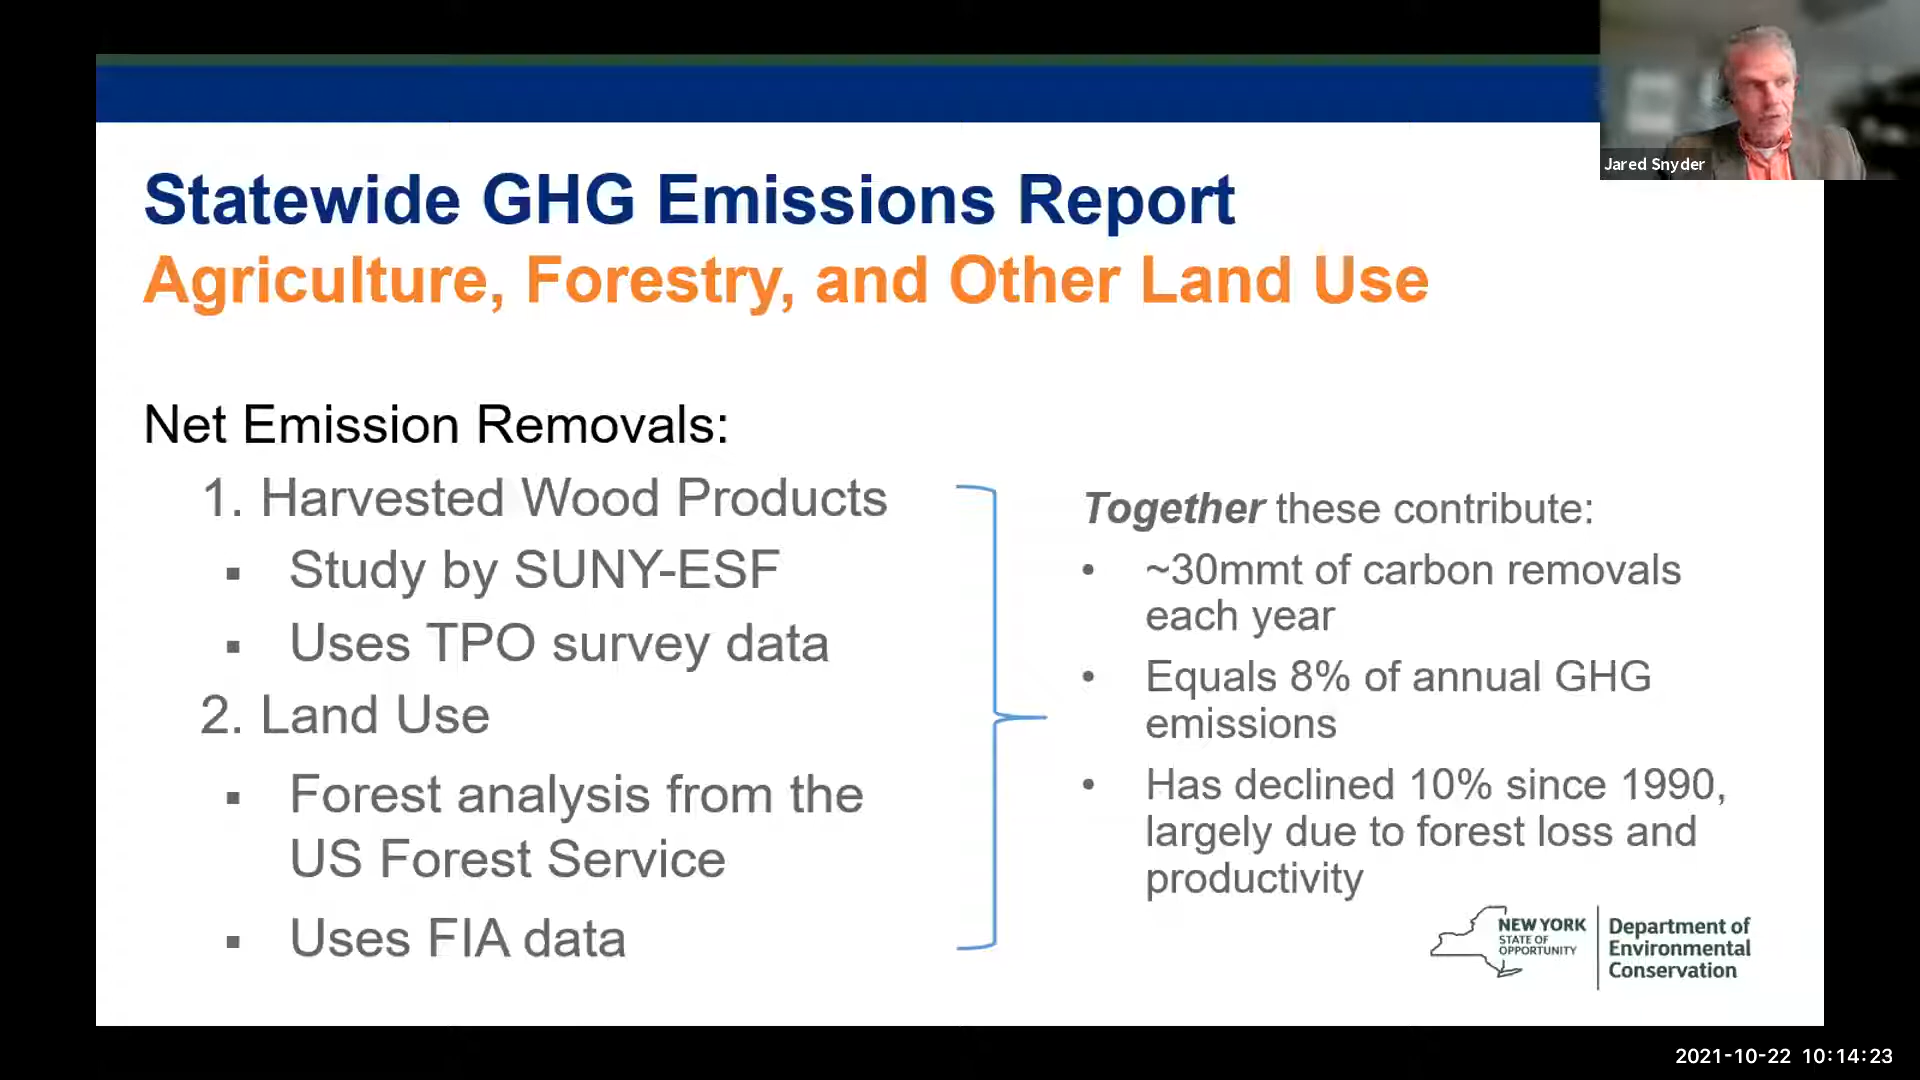 Jared Snyder
Statewide GHG Emissions Report
Agriculture, Forestry, and Other Land Use
Net Emission Removals:
1. Harvested Wood Products
▪ Study by SUNY-ESF
▪ Uses TPO survey data
2. Land Use
▪ Forest analysis from the
US Forest Service
▪ Uses FIA data
Together these contribute:
• ~30mmt of carbon removals
each year
• Equals 8% of annual GHG
emissions
• Has declined 10% since 1990,
largely due to forest loss and
productivity
NEW YORK
STATE OF
OPPORTUNITY
Department of
Environmental
Conservation
2021-10-22 10:14:23